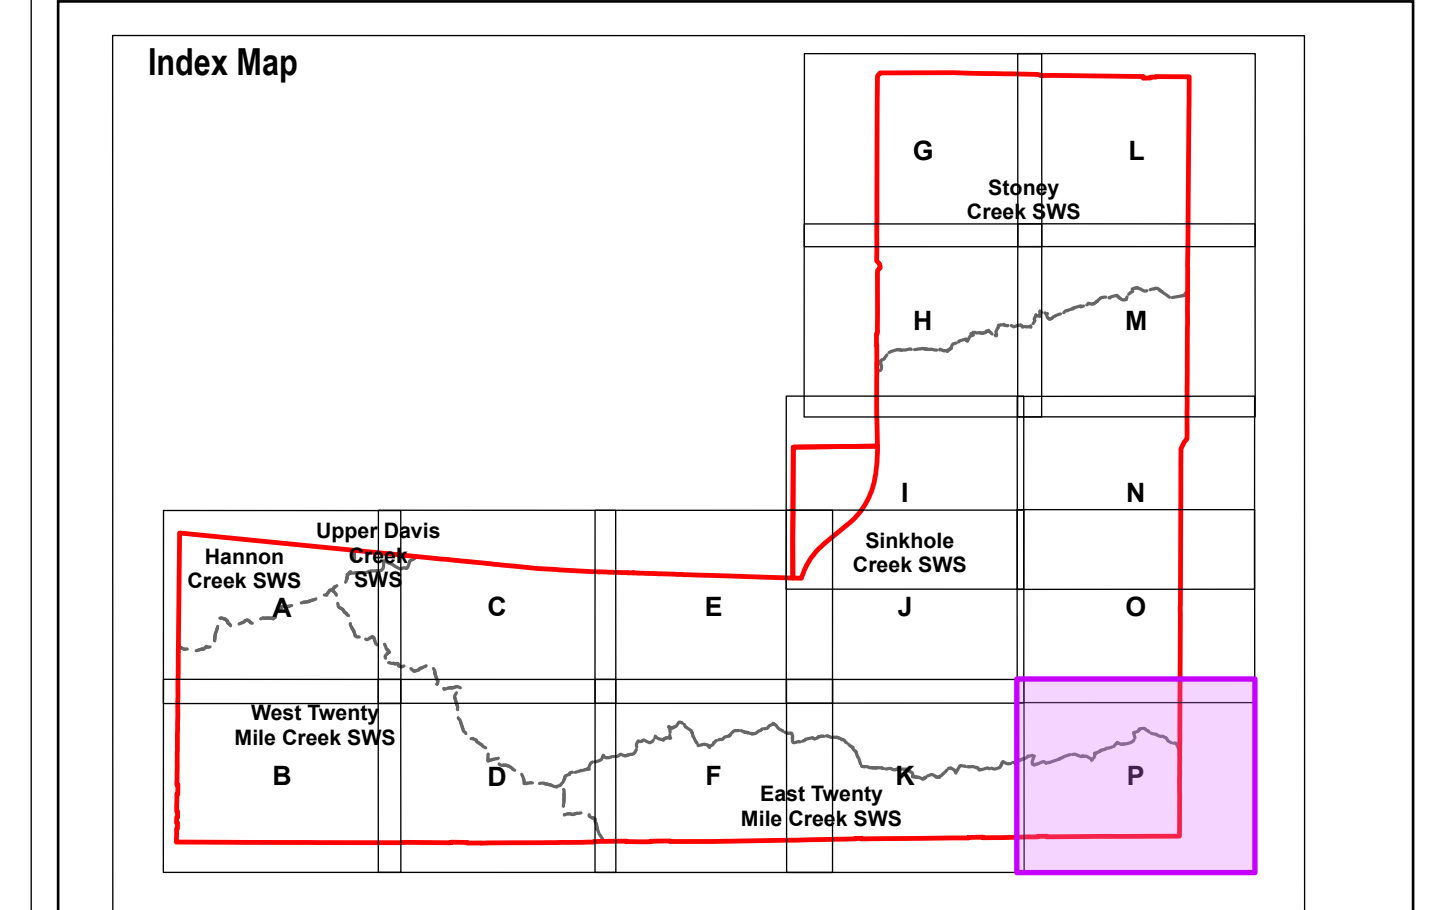 Index Map
G
L
Stoney
Creek SWS
H
M
I
N
Upper Davis
Creek
SWS
Hannon
Creek SWS
Sinkhole
Creek SWS
A
C
E
J
O
West Twenty
Mile Creek SWS
B
D
F
K
P
East Twenty
Mile Creek SWS